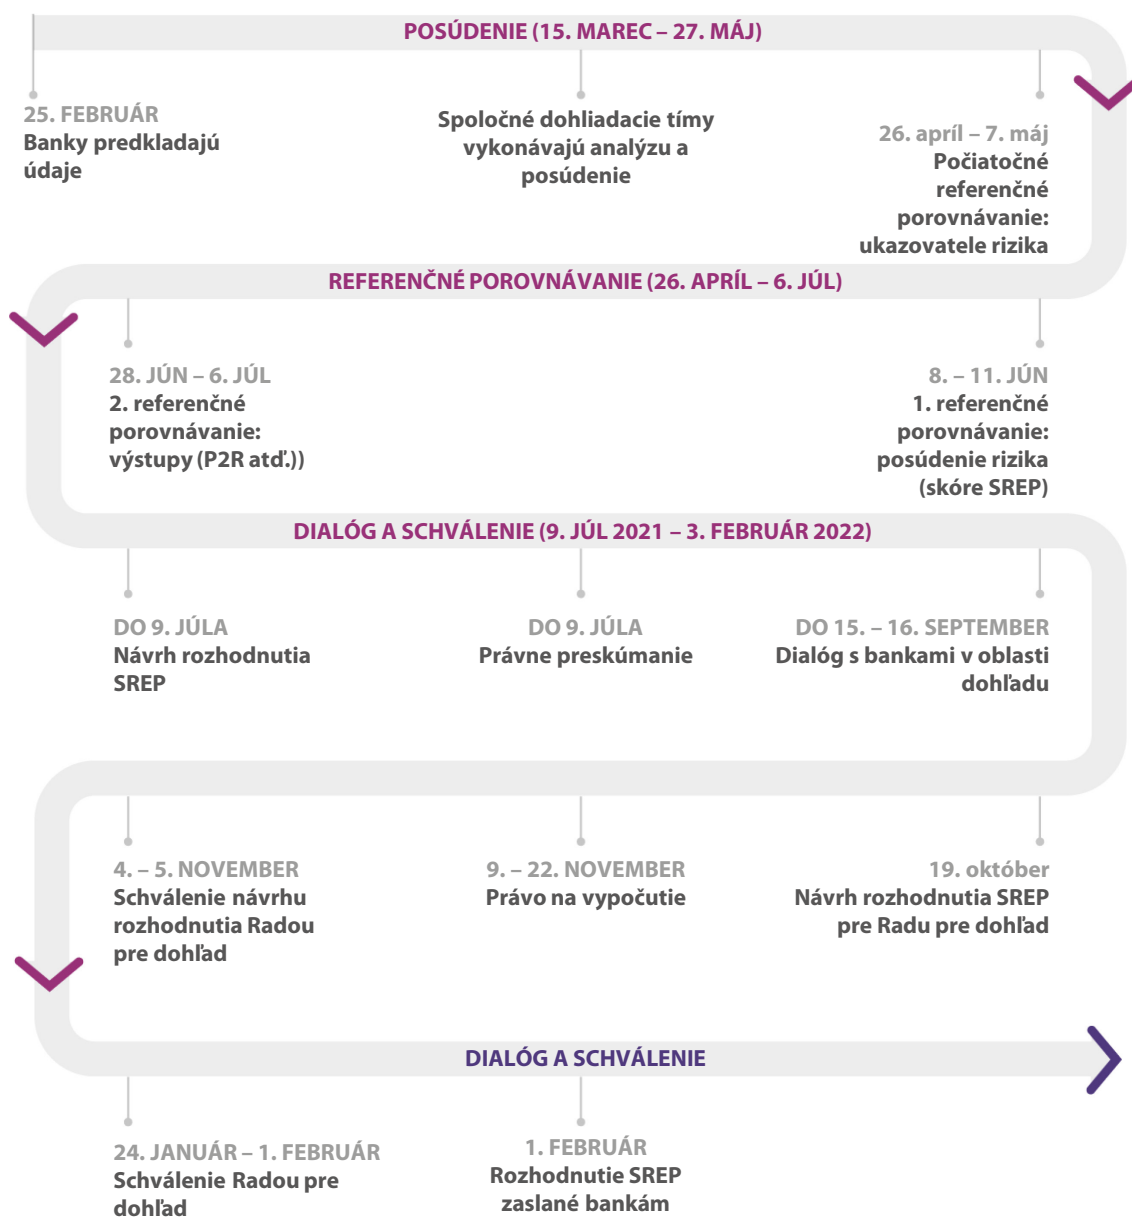 POSÚDENIE (15. MAREC – 27. MÁJ)
25. FEBRUÁR
Banky predkladajú
údaje
Spoločné dohliadacie tímy
vykonávajú analýzu a
posúdenie
26. apríl – 7. máj
Počiatočné
referenčné
porovnávanie:
ukazovatele rizika
REFERENČNÉ POROVNÁVANIE (26. APRÍL – 6. JÚL)
28. JÚN – 6. JÚL
2. referenčné
porovnávanie:
výstupy (P2R atď.))
8. – 11. JÚN
1. referenčné
porovnávanie:
posúdenie rizika
(skóre SREP)
DIALÓG A SCHVÁLENIE (9. JÚL 2021 – 3. FEBRUÁR 2022)
DO 9. JÚLA
Návrh rozhodnutia
SREP
DO 9. JÚLA
Právne preskúmanie
DO 15. – 16. SEPTEMBER
Dialóg s bankami v oblasti
dohľadu
4. – 5. NOVEMBER
Schválenie návrhu
rozhodnutia Radou
pre dohľad
9. – 22. NOVEMBER
Právo na vypočutie
19. október
Návrh rozhodnutia SREP
pre Radu pre dohľad
DIALÓG A SCHVÁLENIE
24. JANUÁR – 1. FEBRUÁR
Schválenie Radou pre
dohľad
1. FEBRUÁR
Rozhodnutie SREP
zaslané bankám